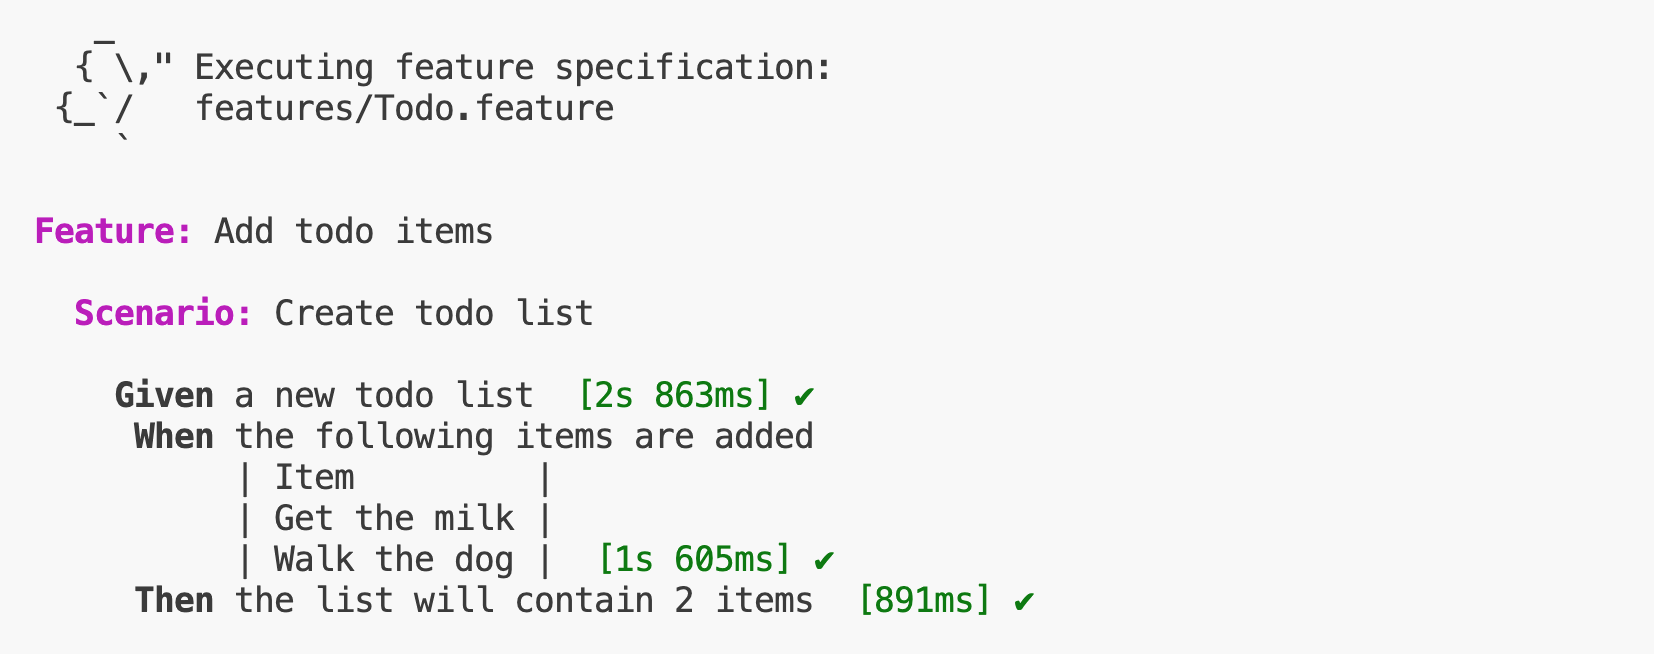 _
  { \," Executing feature specification:
 {_`/   features/Todo.feature
    `
Feature: Add todo items
  Scenario: Create todo list
    Given a new todo list  [2s 863ms] ✔
     When the following items are added
          | Item         |
          | Get the milk |
          | Walk the dog |  [1s 605ms] ✔
     Then the list will contain 2 items  [891ms] ✔